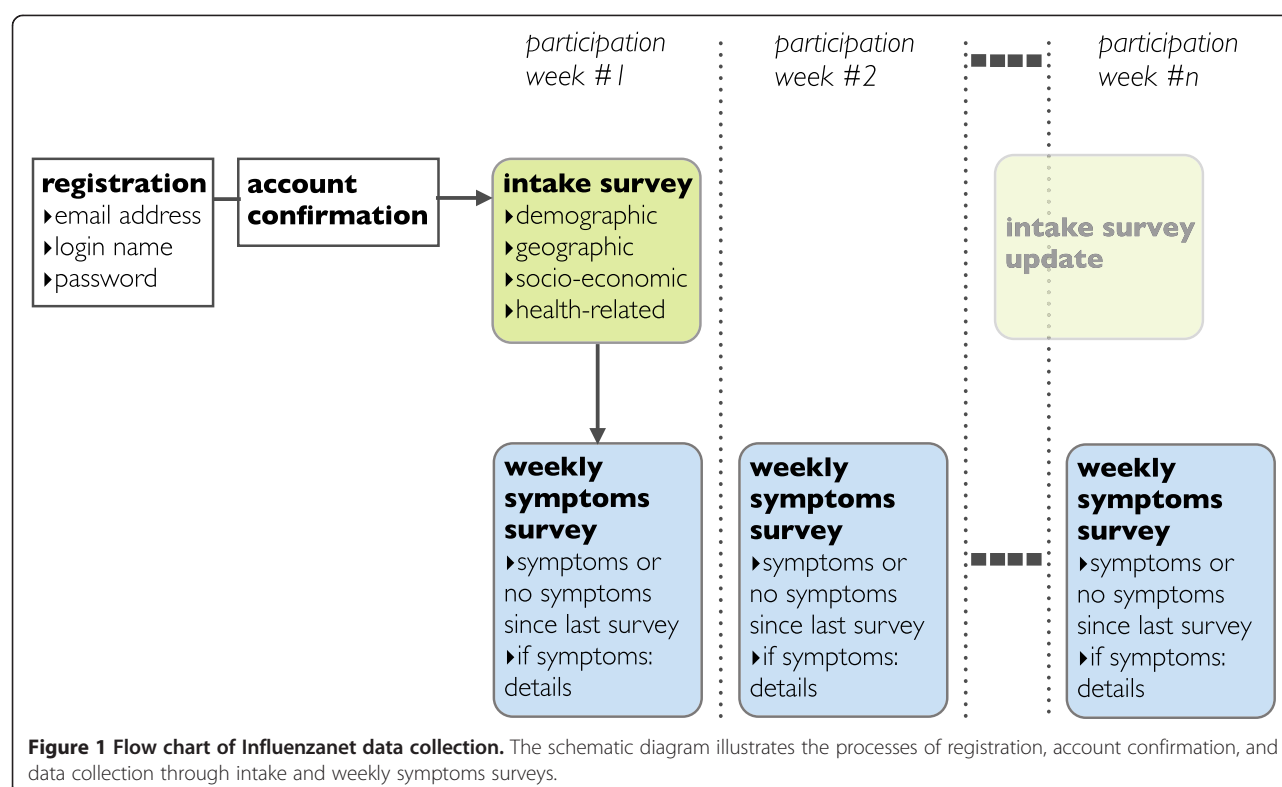 participation
week #1
participation
week #2
participation
week #n
registration
▸email address
▸login name
▸password
account
confirmation
intake survey
▸demographic
▸geographic
▸socio-economic
▸health-related
intake survey
update
weekly
symptoms
survey
▸symptoms or
no symptoms
since last survey
▸if symptoms:
details
weekly
symptoms
survey
▸symptoms or
no symptoms
since last survey
▸if symptoms:
details
weekly
symptoms
survey
▸symptoms or
no symptoms
since last survey
▸if symptoms:
details
Figure 1 Flow chart of Influenzanet data collection. The schematic diagram illustrates the processes of registration, account confirmation, and
data collection through intake and weekly symptoms surveys.